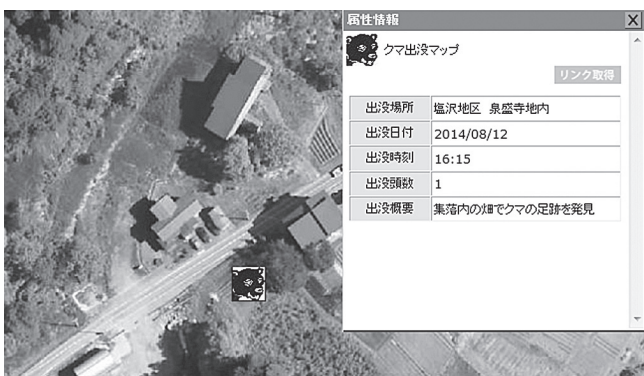 属性情報 X
クマ出没マップ
リンク取得
出没場所 塩沢地区 泉盛寺地内
出没日付 2014/08/12
出没時刻 16:15
出没頭数 1
出没概要 集落内の畑でクマの足跡を発見